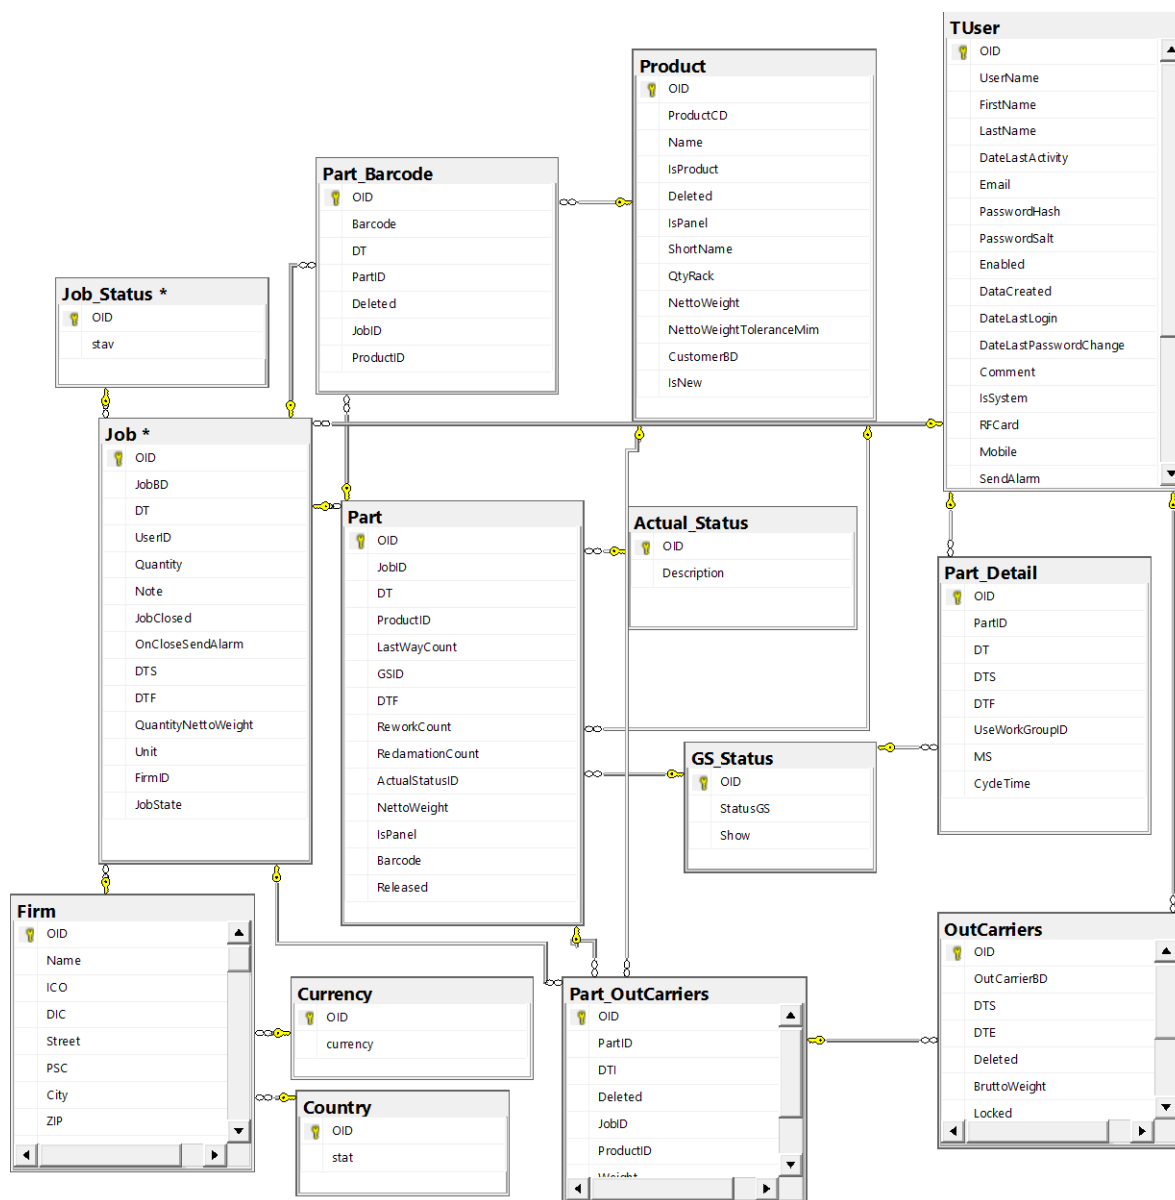 TUser
OID
UserName
FirstName
LastName
DateLastActivity
Email
PasswordHash
PasswordSalt
Enabled
DataCreated
DateLastLogin
DateLastPasswordChange
Comment
IsSystem
RFCard
Mobile
SendAlarm
Product
OID
ProductCD
Name
IsProduct
Deleted
IsPanel
ShortName
QtyRack
NettoWeight
NettoWeightToleranceMim
CustomerBD
IsNew
Part_Barcode
OID
Barcode
DT
PartID
Deleted
JobID
ProductID
Job_Status *
OID
stav
Job *
OID
JobBD
DT
UserID
Quantity
Note
JobClosed
OnCloseSendAlarm
DTS
DTF
QuantityNettoWeight
Unit
FirmID
JobState
Part
OID
JobID
DT
ProductID
LastWayCount
GSID
DTF
ReworkCount
ReclamationCount
ActualStatusID
NettoWeight
IsPanel
Barcode
Released
Actual_Status
OID
Description
Part_Detail
OID
PartID
DT
DTS
DTF
UseWorkGroupID
MS
CycleTime
GS_Status
OID
StatusGS
Show
Firm
OID
Name
ICO
DIC
Street
PSC
City
ZIP
Currency
OID
currency
Country
OID
stat
Part_OutCarriers
OID
PartID
DTI
Deleted
JobID
ProductID
Weight
OutCarriers
OID
OutCarrierBD
DTS
DTE
Deleted
BruttoWeight
Locked